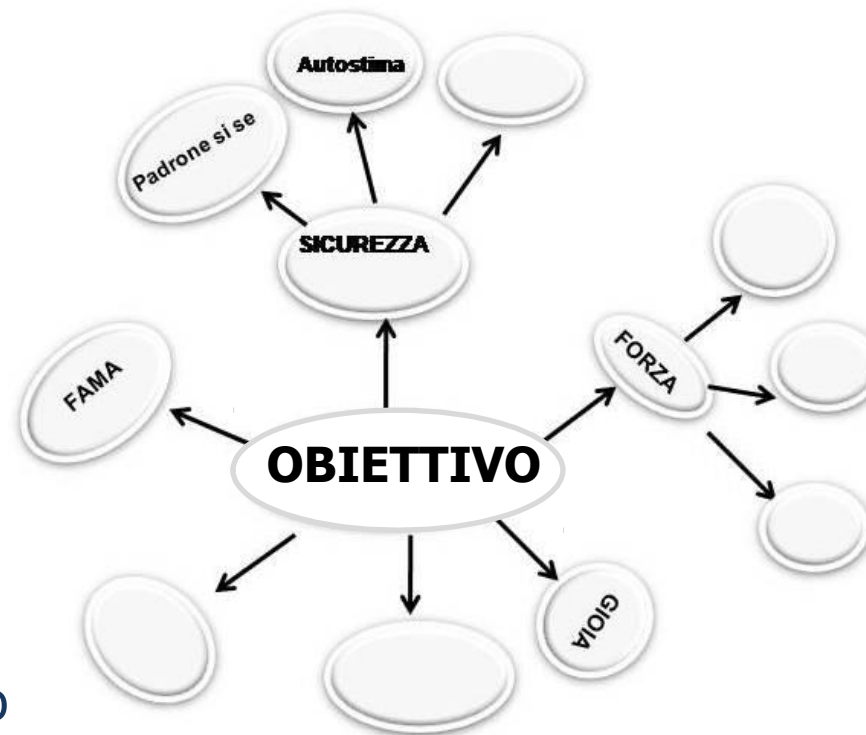 Autostima
Padrone si se
SICUREZZA
FORZA
FAMA
OBIETTIVO
GIOIA